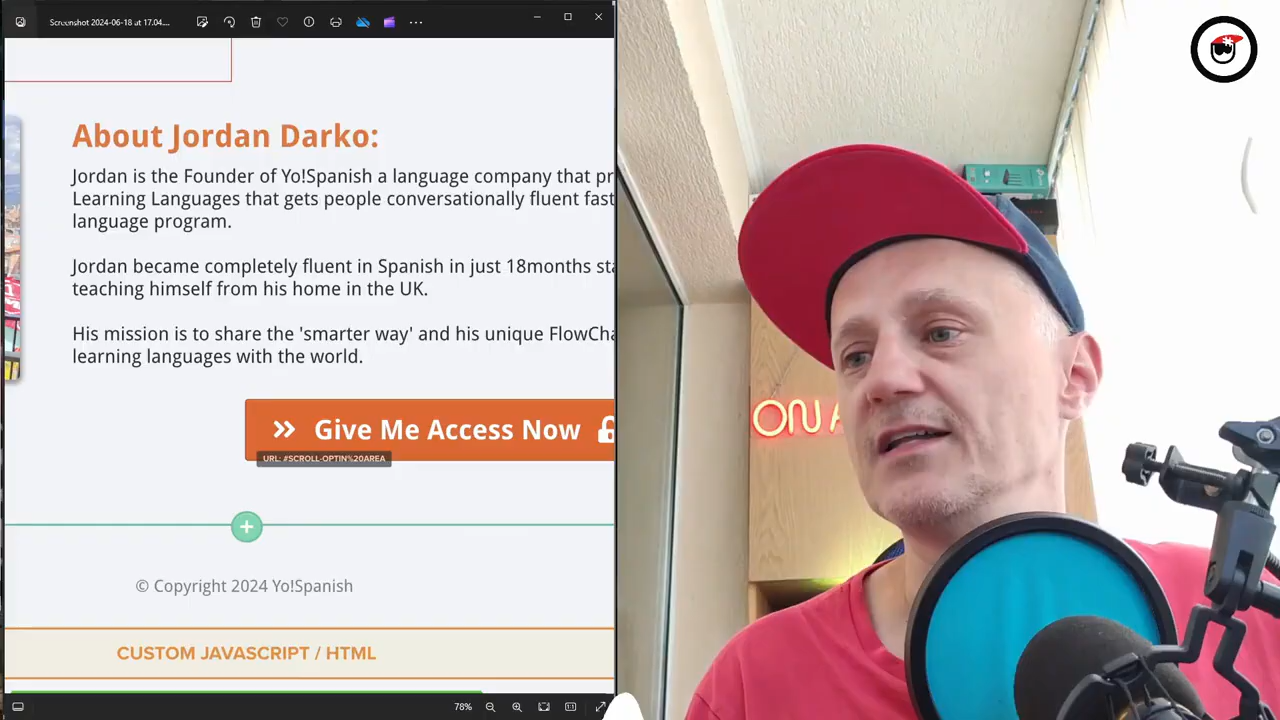 Screenshot 2024-06-18 at 17.04....
About Jordan Darko:
Jordan is the Founder of Yo!Spanish a language company that pr
Learning Languages that gets people conversationally fluent fast
language program.
Jordan became completely fluent in Spanish in just 18months sta
teaching himself from his home in the UK.
His mission is to share the 'smarter way' and his unique FlowCha
learning languages with the world.
Give Me Access Now
URL: #SCROLL-OPTIN%20AREA
© Copyright 2024 Yo!Spanish
CUSTOM JAVASCRIPT / HTML
78%
ON A